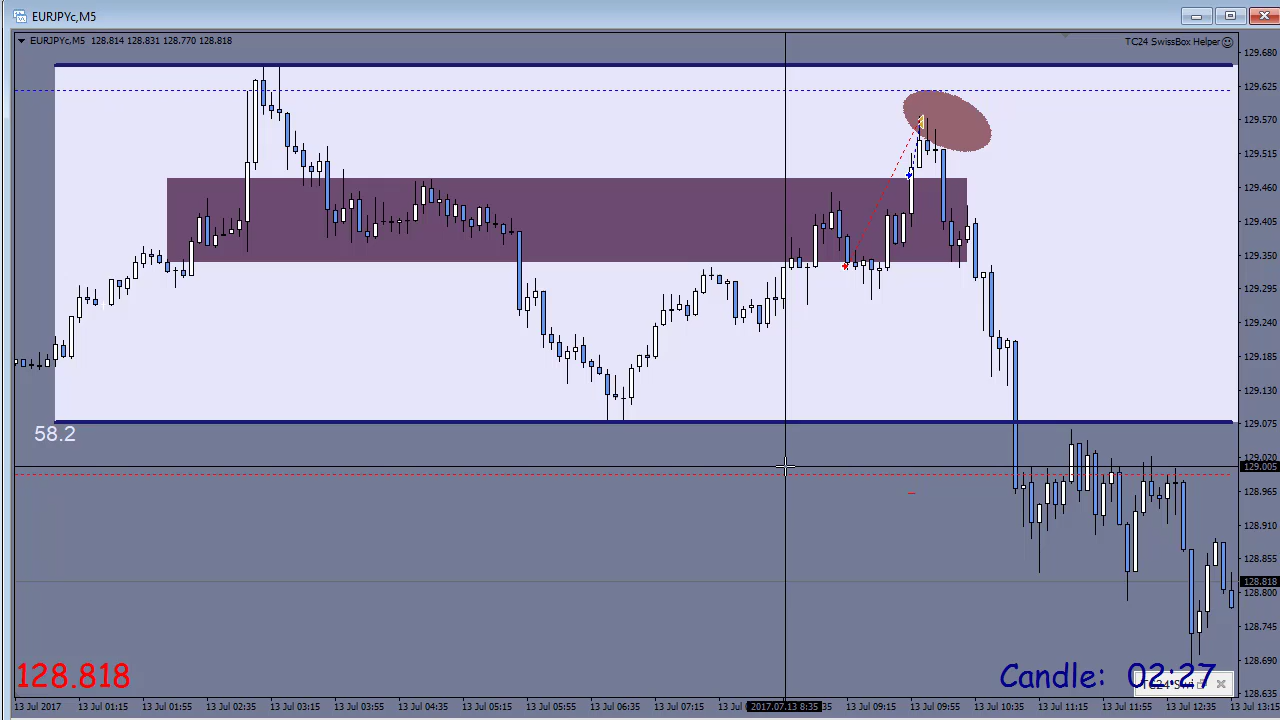 EURJPYc,M5
EURJPYc,M5 128.814 128.831 128.770 128.818
TC24 SwissBox Helper
129.680
129.625
129.570
129.515
129.460
129.405
129.350
129.295
129.240
129.185
129.130
129.075
129.020
129.005
128.965
128.910
128.855
128.818
128.800
128.745
128.690
128.635
58.2
128.818
Candle: 02:27
13 Jul 2017
13 Jul 01:15
13 Jul 01:55
13 Jul 02:35
13 Jul 03:15
13 Jul 03:55
13 Jul 04:35
13 Jul 05:15
13 Jul 05:55
13 Jul 06:35
13 Jul 07:15
2017.07.13 8:35
13 Jul 09:15
13 Jul 09:55
13 Jul 10:35
13 Jul 11:15
13 Jul 11:55
13 Jul 12:35
13 Jul 13:15